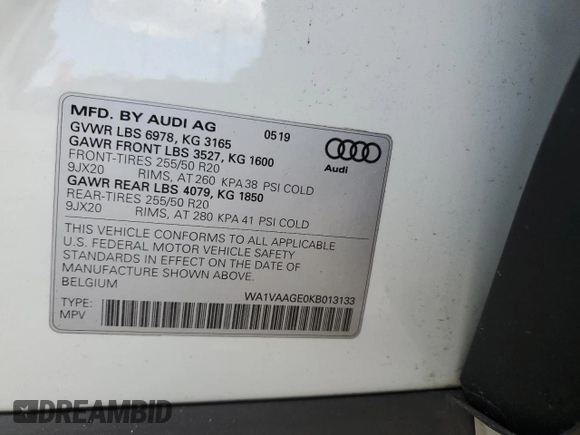 MFD. BY AUDI AG 0519
GVWR LBS 6978, KG 3165
GAWR FRONT LBS 3527, KG 1600
FRONT-TIRES 255/50 R20
9JX20 RIMS, AT 260 KPA 38 PSI COLD
GAWR REAR LBS 4079, KG 1850
REAR-TIRES 255/50 R20
9JX20 RIMS, AT 280 KPA 41 PSI COLD
Audi
THIS VEHICLE CONFORMS TO ALL APPLICABLE
U.S. FEDERAL MOTOR VEHICLE SAFETY
STANDARDS IN EFFECT ON THE DATE OF
MANUFACTURE SHOWN ABOVE.
BELGIUM
WA1VAAGE0KB013133
TYPE:
MPV
DREAMBID